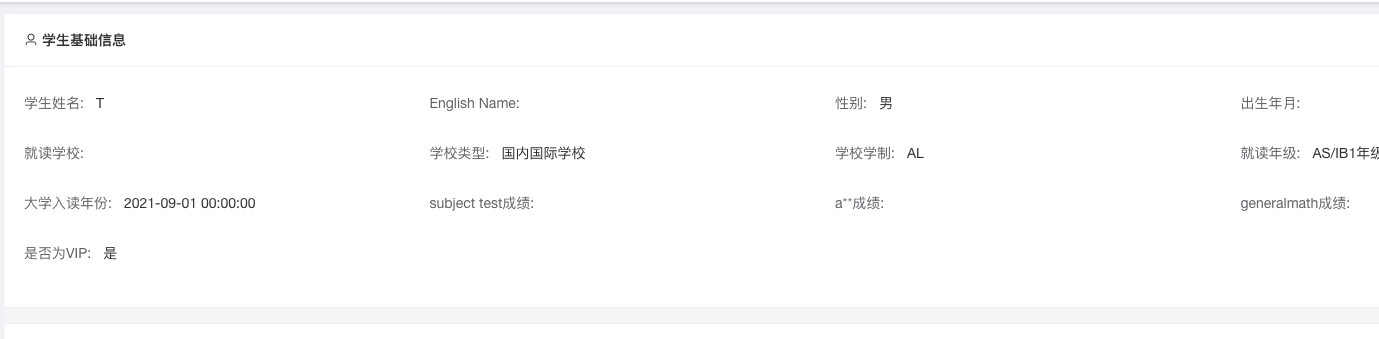 学生基础信息
学生姓名: T English Name: 性别: 男 出生年月:
就读学校: 学校类型: 国内国际学校 学校学制: AL 就读年级: AS/IB1年级
大学入读年份: 2021-09-01 00:00:00 subject test成绩: a**成绩: generalmath成绩:
是否为VIP: 是